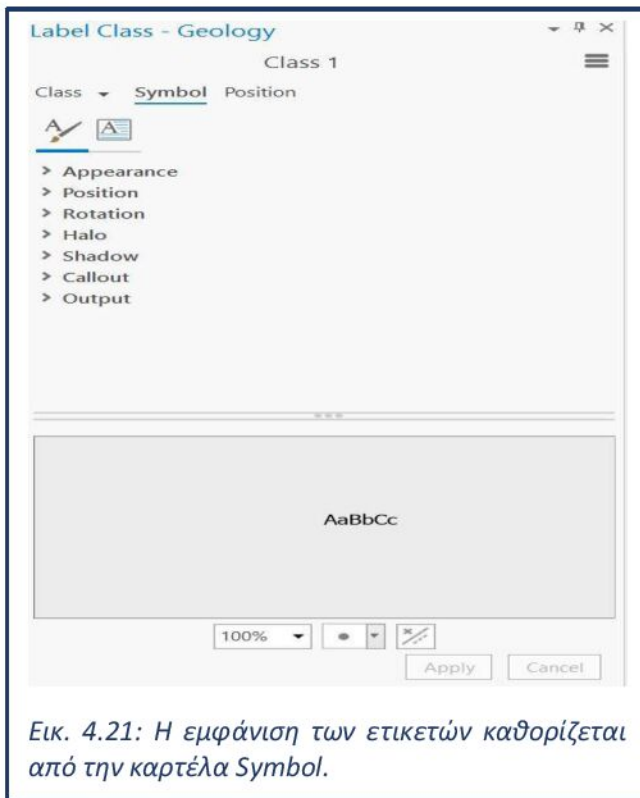 Label Class - Geology
Class 1
Class Symbol Position
Appearance
Position
Rotation
Halo
Shadow
Callout
Output
AaBbCc
100%
Apply Cancel
Εικ. 4.21: Η εμφάνιση των ετικετών καθορίζεται
από την καρτέλα Symbol.